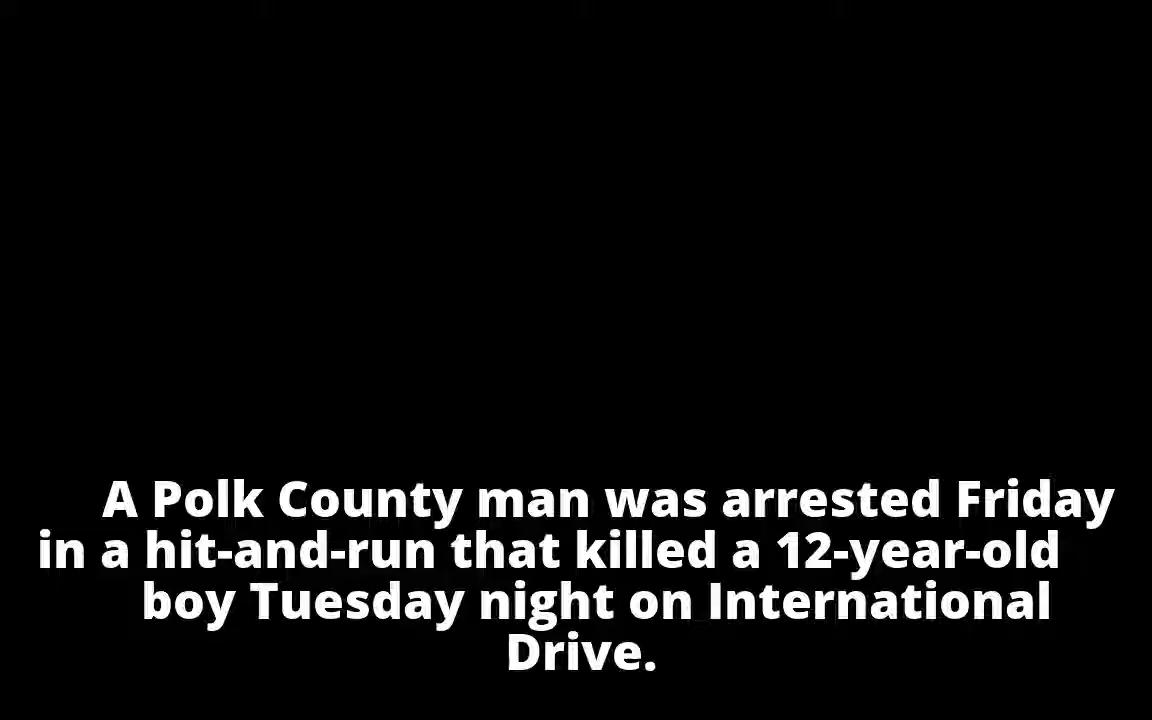 A Polk County man was arrested Friday
in a hit-and-run that killed a 12-year-old
boy Tuesday night on International
Drive.